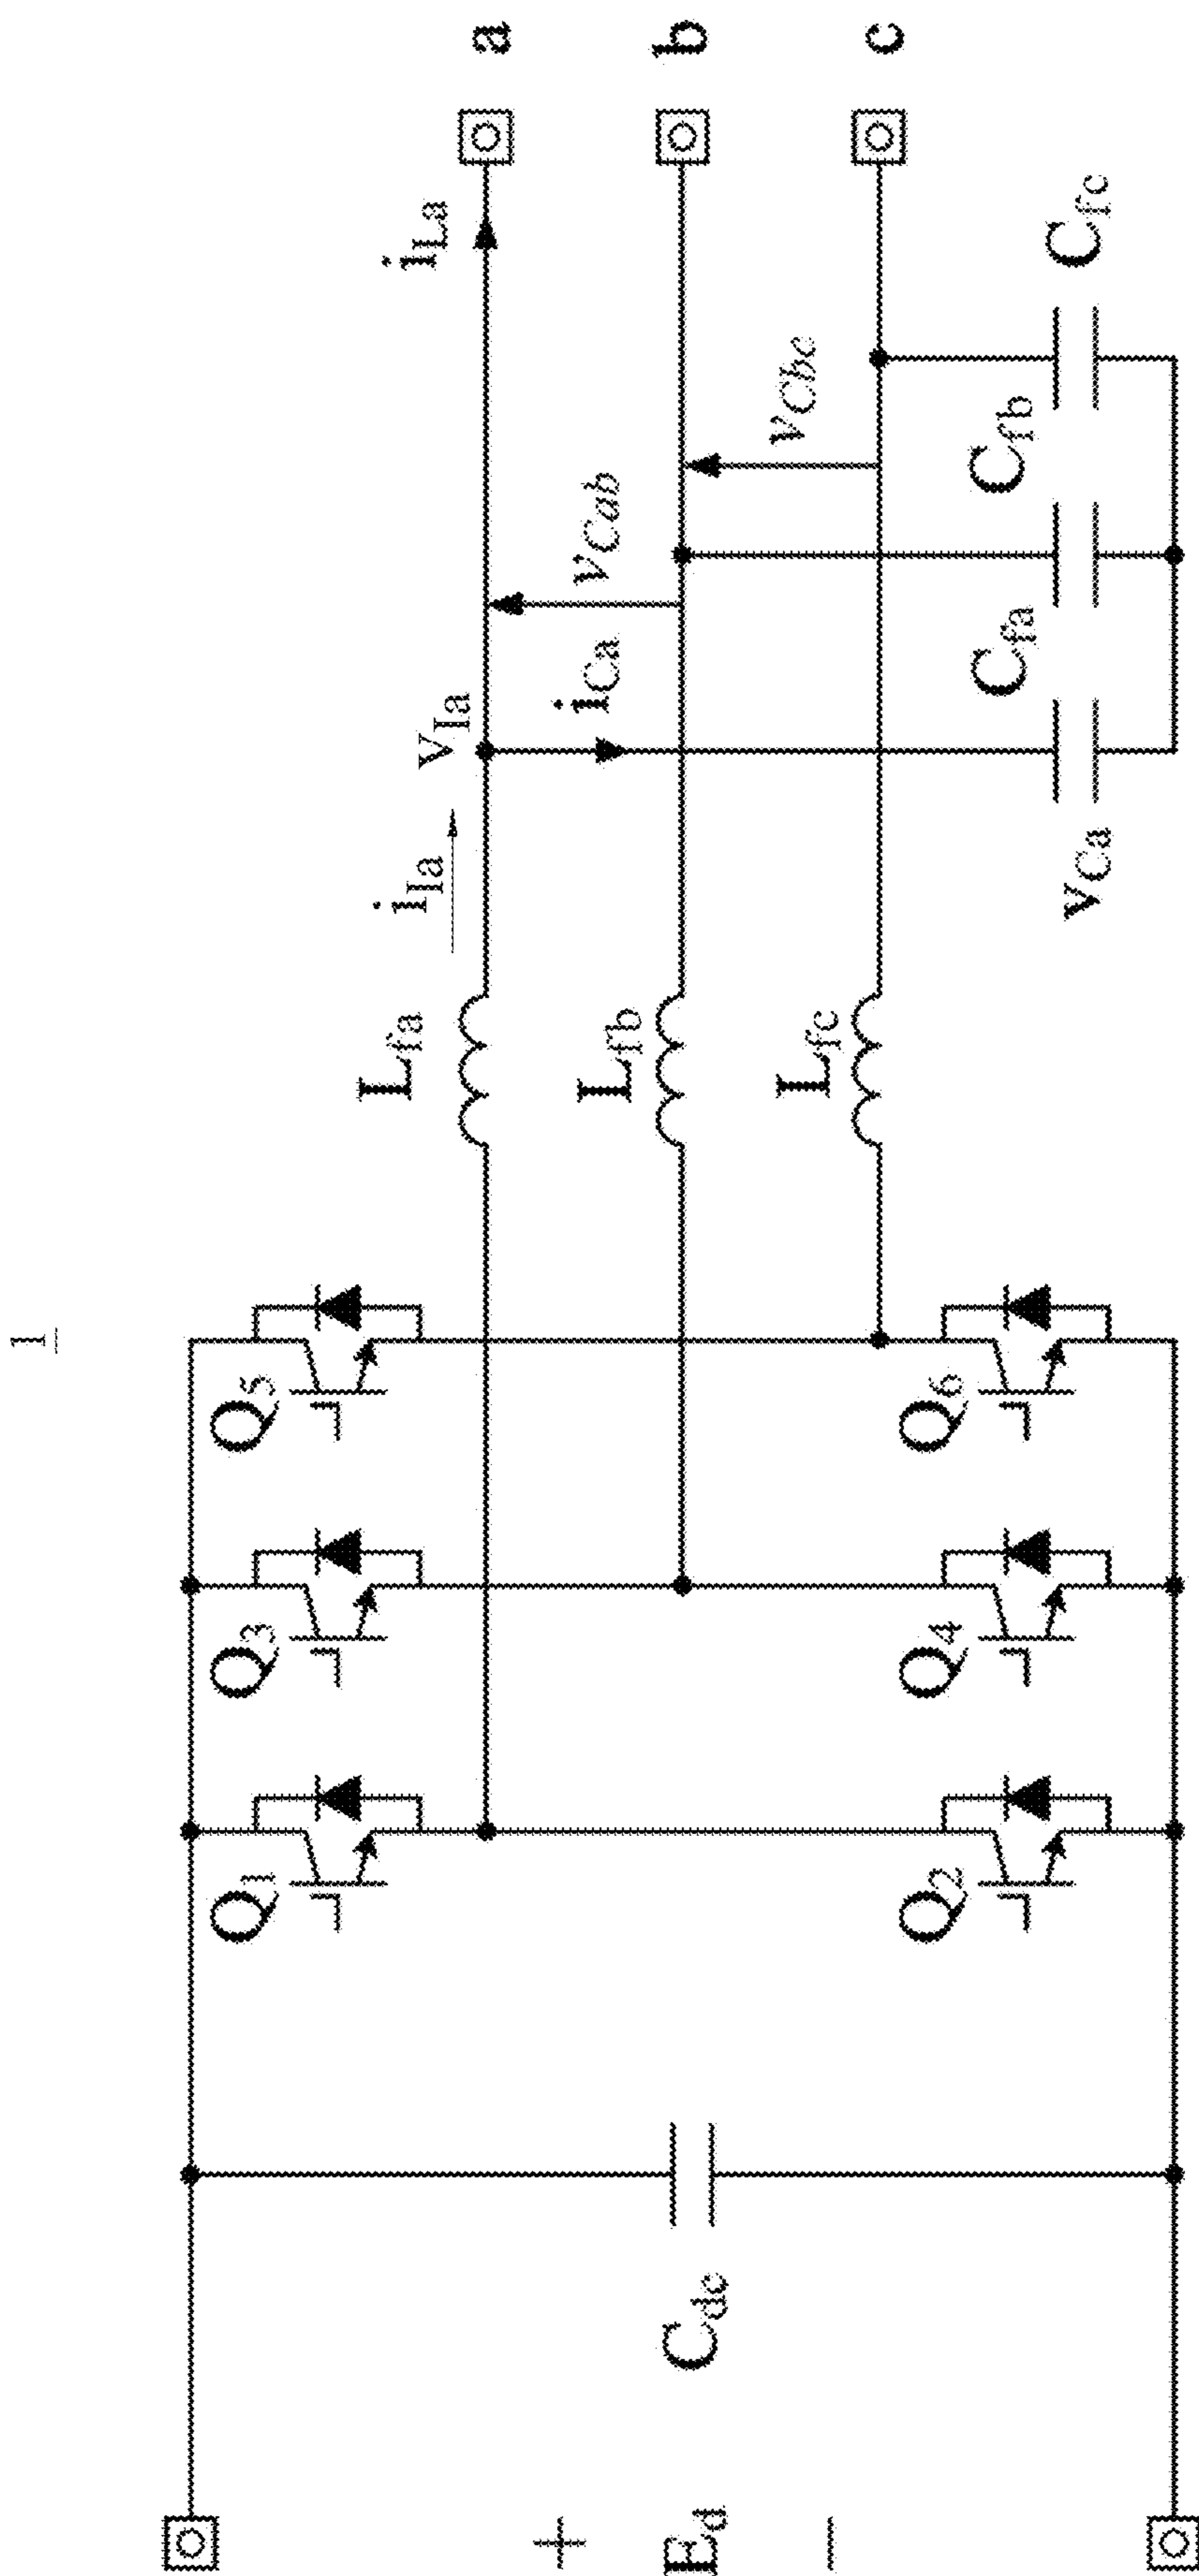 1
Q1
Q3
Q5
+
Ed
−
Cdc
Q2
Q4
Q6
Lfa
Lfb
Lfc
iIa
vIa
iLa
iCa
vCab
vCbc
vCa
Cfa
Cfb
Cfc
a
b
c